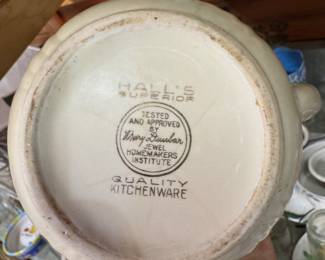 HALL'S
SUPERIOR
TESTED
AND APPROVED
BY
Mary Dunbar
JEWEL
HOMEMAKERS
INSTITUTE
QUALITY
KITCHENWARE